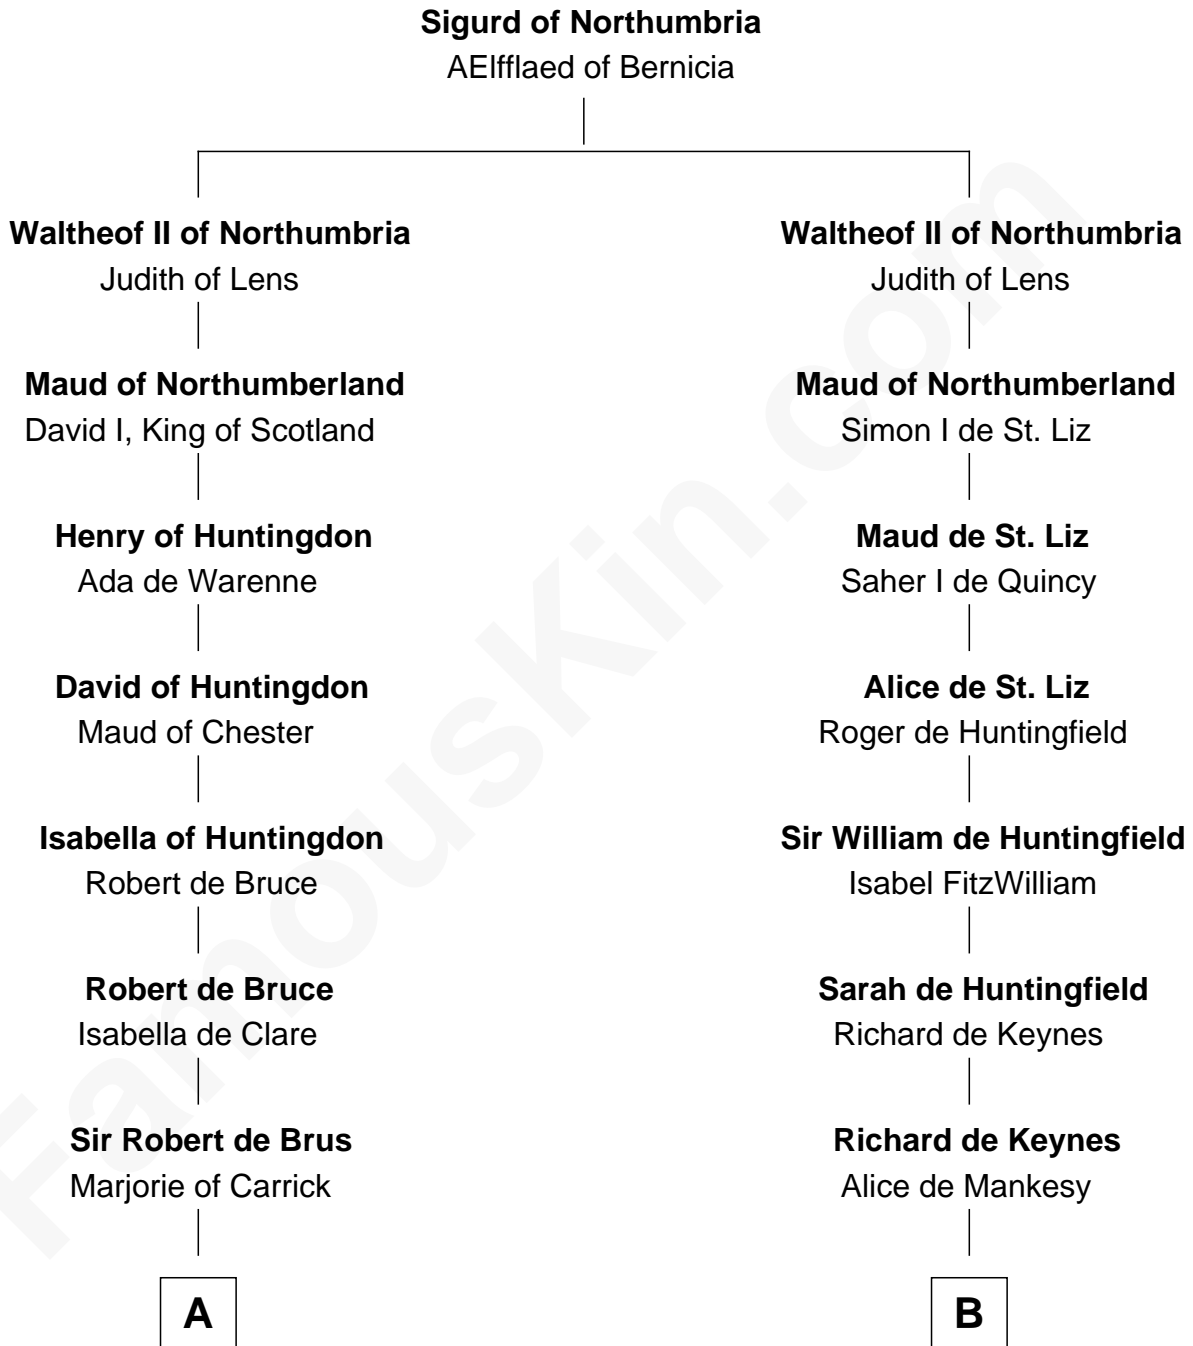 Sigurd of Northumbria
AElfflaed of Bernicia
Waltheof II of Northumbria
Judith of Lens
Waltheof II of Northumbria
Judith of Lens
Maud of Northumberland
David I, King of Scotland
Maud of Northumberland
Simon I de St. Liz
Henry of Huntingdon
Ada de Warenne
Maud de St. Liz
Saher I de Quincy
David of Huntingdon
Maud of Chester
Alice de St. Liz
Roger de Huntingfield
Isabella of Huntingdon
Robert de Bruce
Sir William de Huntingfield
Isabel FitzWilliam
Robert de Bruce
Isabella de Clare
Sarah de Huntingfield
Richard de Keynes
Sir Robert de Brus
Marjorie of Carrick
Richard de Keynes
Alice de Mankesy
A
B
FamousKin.com